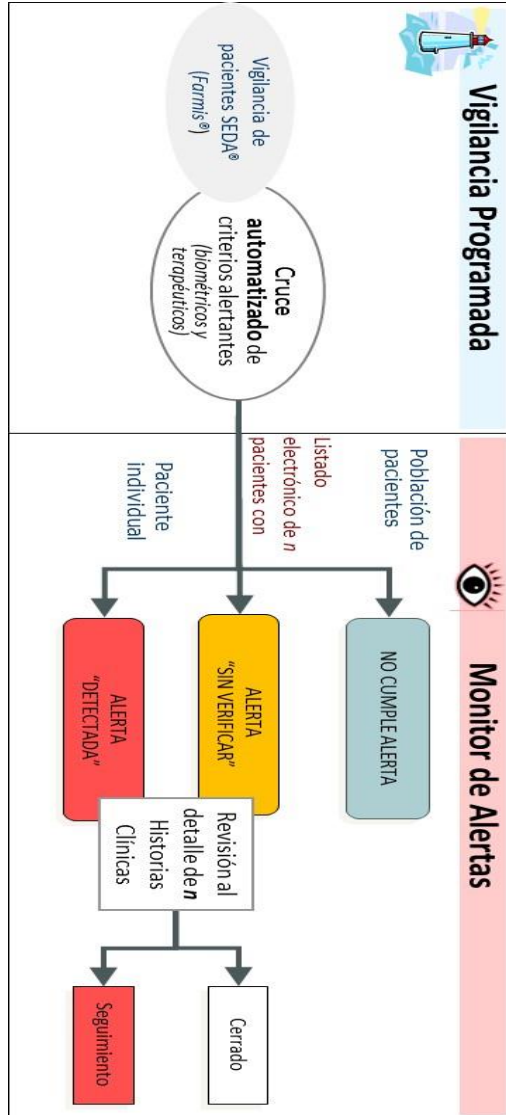 Vigilancia Programada
Vigilancia de
pacientes SEDA®
(Farmis®)
Cruce
automatizado de
criterios alertantes
(biométricos y
terapéuticos)
Monitor de Alertas
Población de
pacientes
Listado
electrónico de n
pacientes con
Paciente
individual
NO CUMPLE ALERTA
ALERTA
“SIN VERIFICAR”
ALERTA
“DETECTADA”
Revisión al
detalle de n
Historias
Clínicas
Cerrado
Seguimiento